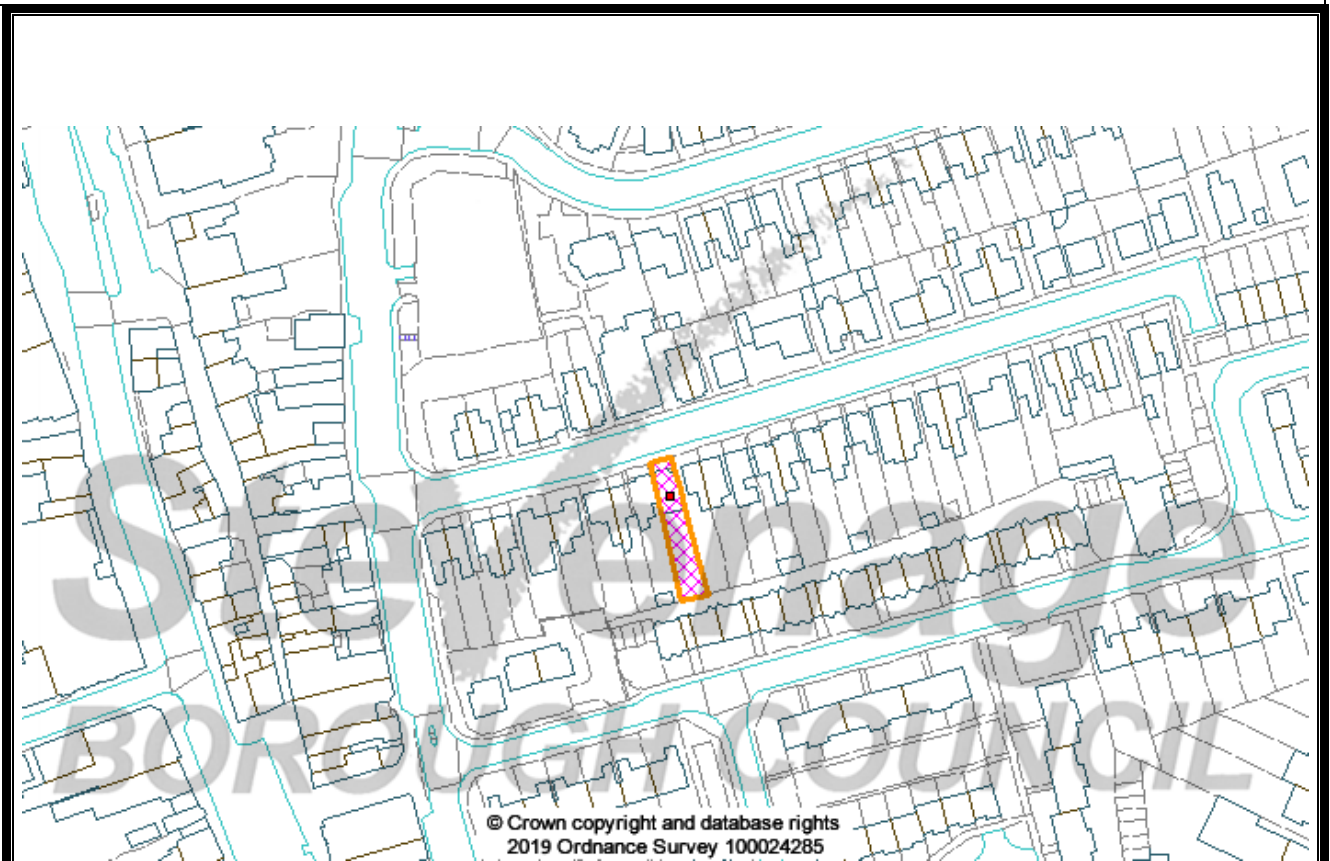 Stevenage
BOROUGH COUNCIL
© Crown copyright and database rights
2019 Ordnance Survey 100024285